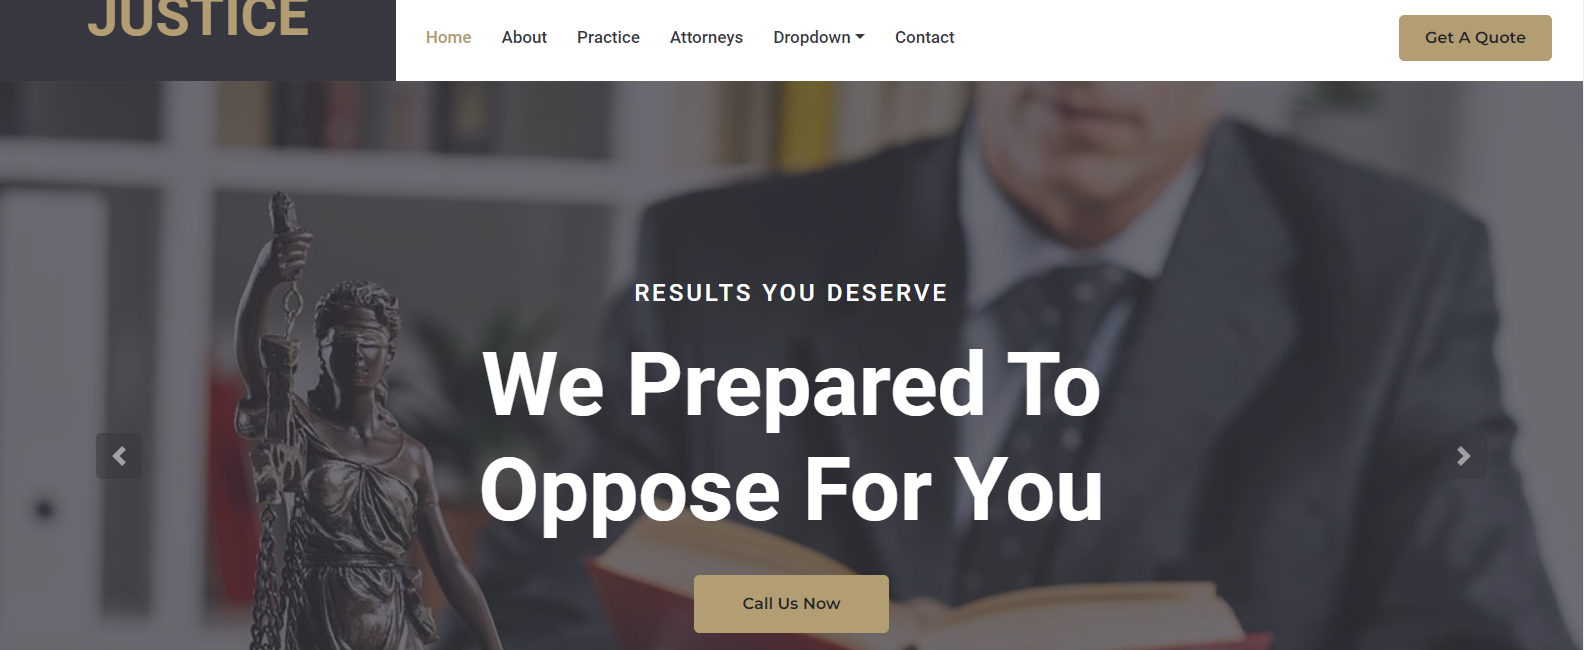 JUSTICE
Home About Practice Attorneys Dropdown Contact Get A Quote
RESULTS YOU DESERVE
We Prepared To
Oppose For You
Call Us Now